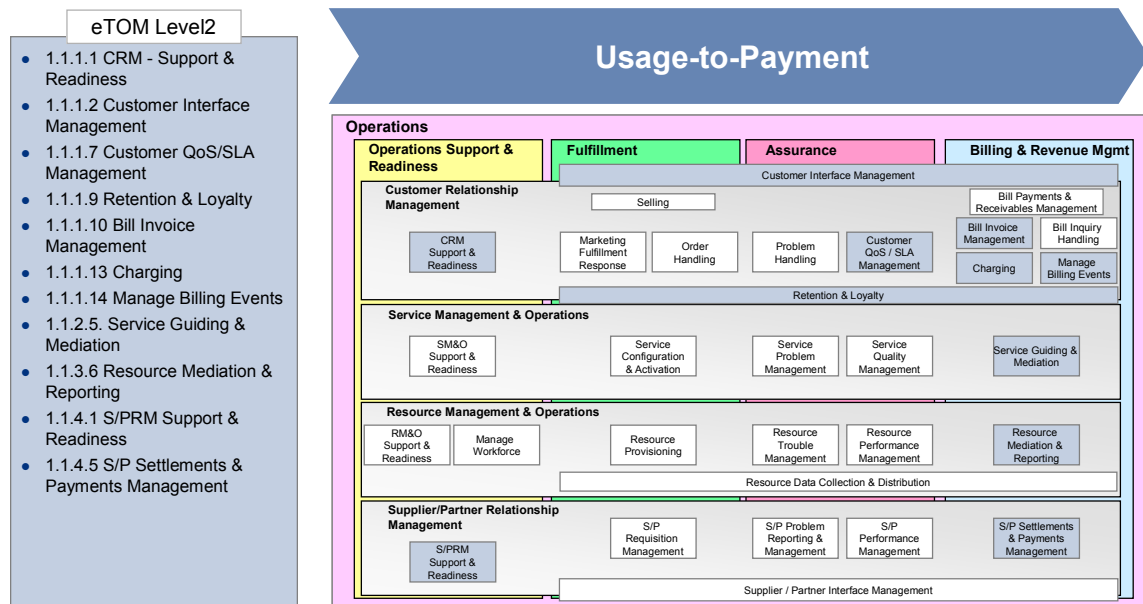 eTOM Level2
● 1.1.1.1 CRM - Support &
Readiness
● 1.1.1.2 Customer Interface
Management
● 1.1.1.7 Customer QoS/SLA
Management
● 1.1.1.9 Retention & Loyalty
● 1.1.1.10 Bill Invoice
Management
● 1.1.1.13 Charging
● 1.1.1.14 Manage Billing Events
● 1.1.2.5. Service Guiding &
Mediation
● 1.1.3.6 Resource Mediation &
Reporting
● 1.1.4.1 S/PRM Support &
Readiness
● 1.1.4.5 S/P Settlements &
Payments Management
Usage-to-Payment
Operations
Operations Support &
Readiness
Fulfillment
Assurance
Billing & Revenue Mgmt
Customer Interface Management
Customer Relationship
Management
Selling
Bill Payments &
Receivables Management
CRM
Support &
Readiness
Marketing
Fulfillment
Response
Order
Handling
Problem
Handling
Customer
QoS / SLA
Management
Bill Invoice
Management
Bill Inquiry
Handling
Charging
Manage
Billing Events
Retention & Loyalty
Service Management & Operations
SM&O
Support &
Readiness
Service
Configuration
& Activation
Service
Problem
Management
Service
Quality
Management
Service Guiding &
Mediation
Resource Management & Operations
RM&O
Support &
Readiness
Manage
Workforce
Resource
Provisioning
Resource
Trouble
Management
Resource
Performance
Management
Resource
Mediation &
Reporting
Resource Data Collection & Distribution
Supplier/Partner Relationship
Management
S/PRM
Support &
Readiness
S/P
Requisition
Management
S/P Problem
Reporting &
Management
S/P
Performance
Management
S/P Settlements
& Payments
Management
Supplier / Partner Interface Management